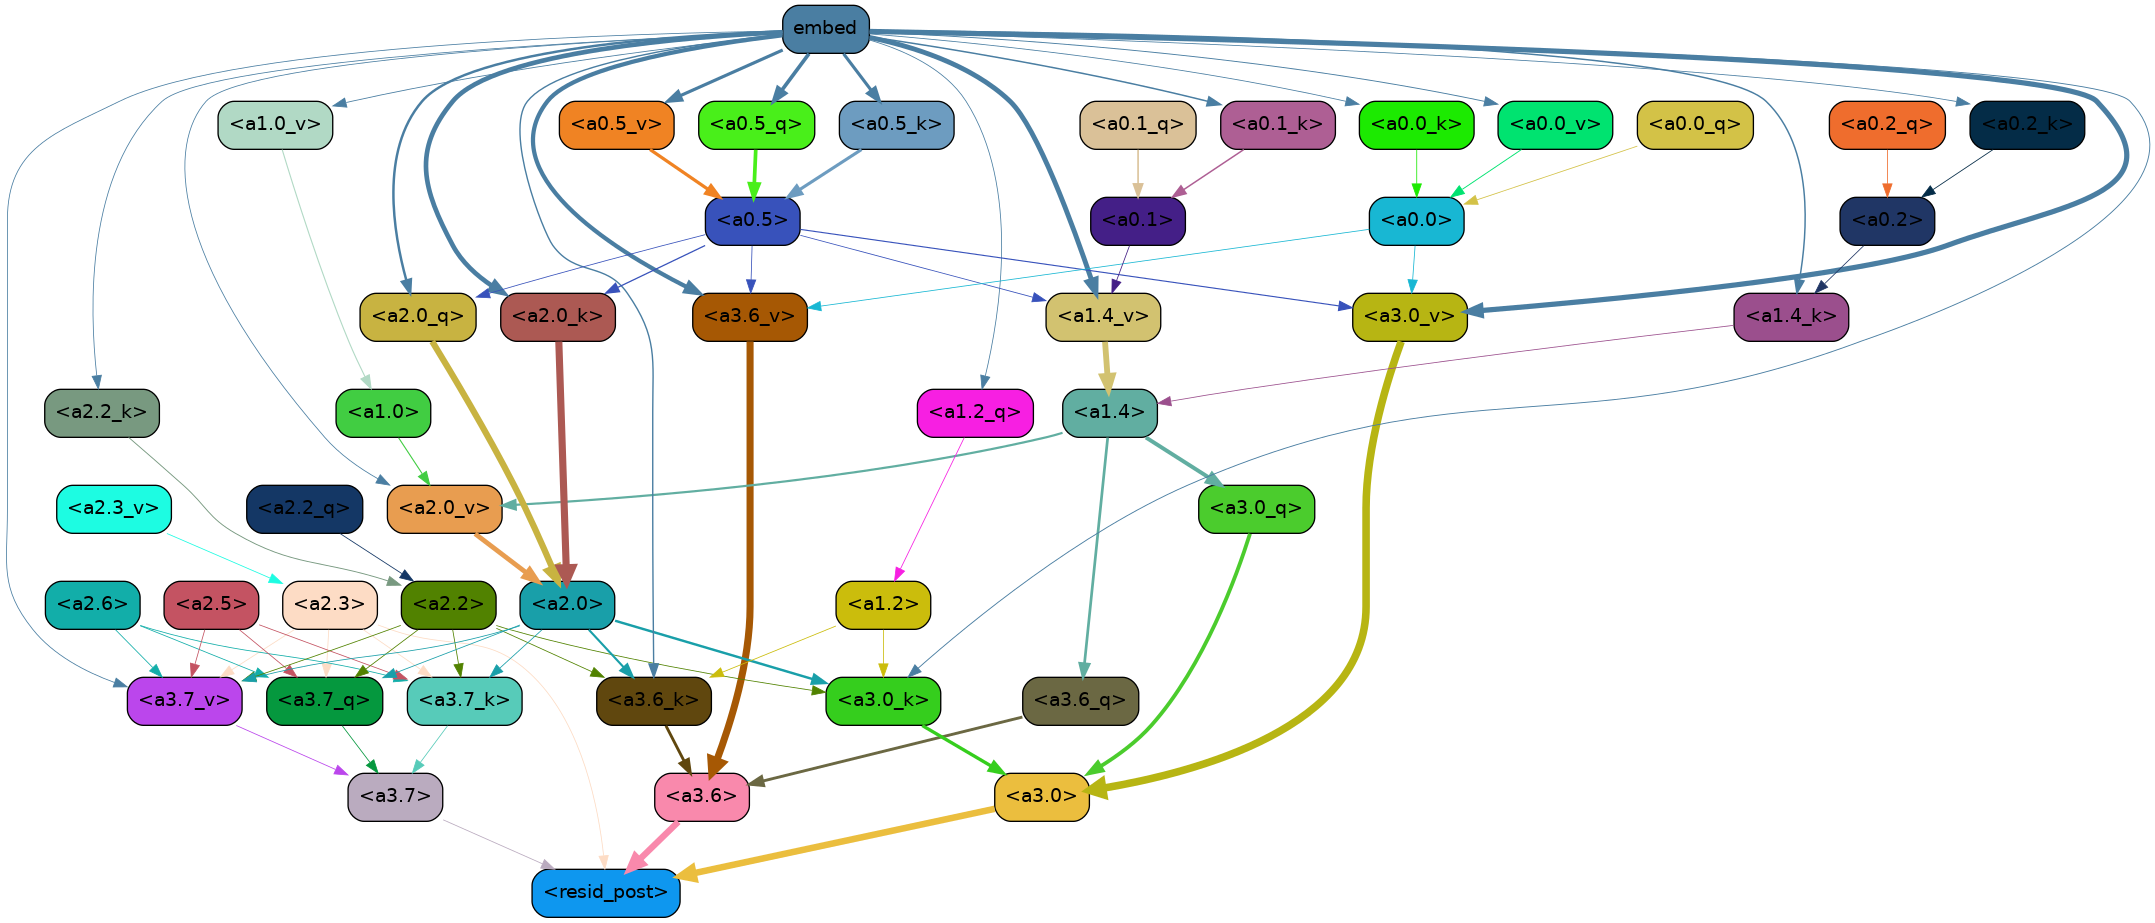 embed
<a1.0_v>
<a0.5_v>
<a0.5_q>
<a0.5_k>
<a0.1_q>
<a0.1_k>
<a0.0_k>
<a0.0_v>
<a0.0_q>
<a0.2_q>
<a0.2_k>
<a0.5>
<a0.1>
<a0.0>
<a0.2>
<a2.0_q>
<a2.0_k>
<a3.6_v>
<a1.4_v>
<a3.0_v>
<a1.4_k>
<a2.2_k>
<a1.0>
<a1.2_q>
<a1.4>
<a2.3_v>
<a2.2_q>
<a2.0_v>
<a3.0_q>
<a2.6>
<a2.5>
<a2.3>
<a2.2>
<a2.0>
<a1.2>
<a3.7_v>
<a3.7_q>
<a3.7_k>
<a3.6_k>
<a3.0_k>
<a3.6_q>
<a3.7>
<a3.6>
<a3.0>
<resid_post>